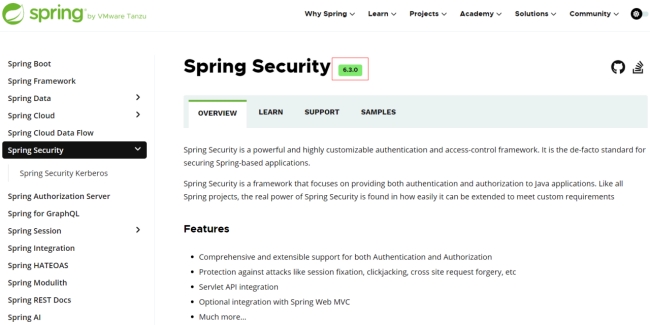 spring by VMware Tanzu
Why Spring Learn Projects Academy Solutions Community
Spring Boot
Spring Framework
Spring Data
Spring Cloud
Spring Cloud Data Flow
Spring Security
Spring Security Kerberos
Spring Authorization Server
Spring for GraphQL
Spring Session
Spring Integration
Spring HATEOAS
Spring Modulith
Spring REST Docs
Spring AI
Spring Security 6.3.0
OVERVIEW LEARN SUPPORT SAMPLES
Spring Security is a powerful and highly customizable authentication and access-control framework. It is the de-facto standard for
securing Spring-based applications.
Spring Security is a framework that focuses on providing both authentication and authorization to Java applications. Like all
Spring projects, the real power of Spring Security is found in how easily it can be extended to meet custom requirements
Features
• Comprehensive and extensible support for both Authentication and Authorization
• Protection against attacks like session fixation, clickjacking, cross site request forgery, etc
• Servlet API integration
• Optional integration with Spring Web MVC
• Much more...